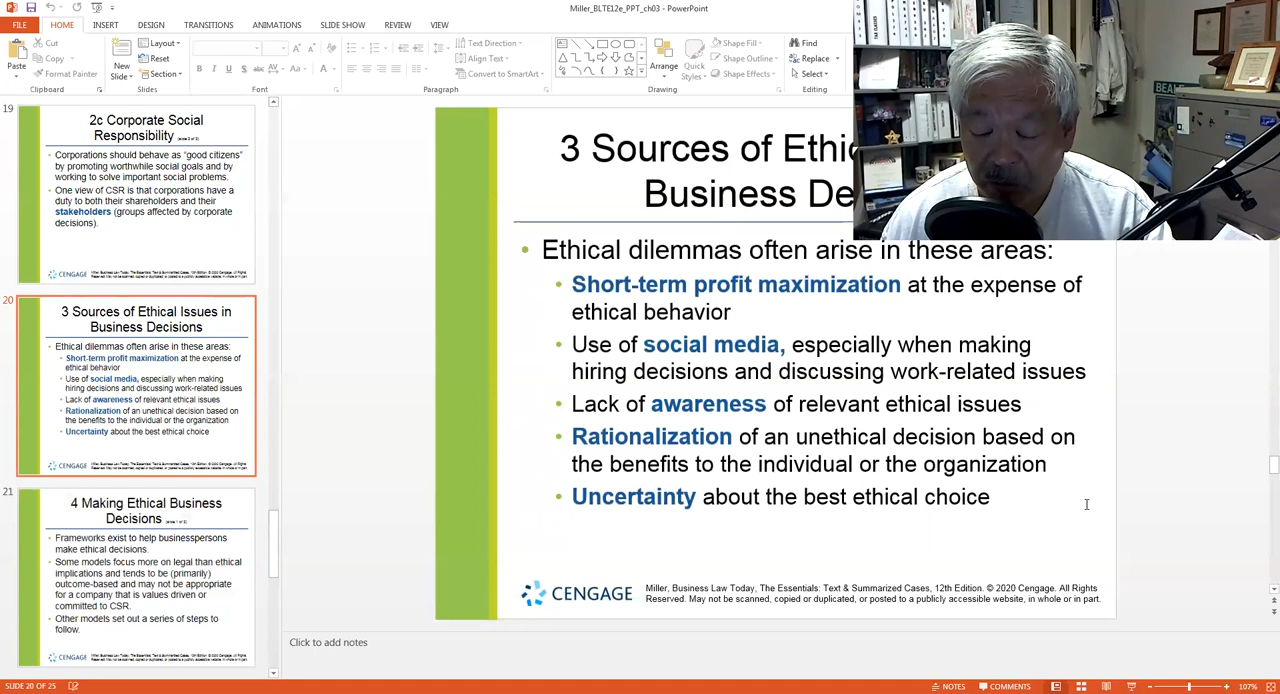 Miller_BLTE12e_PPT_ch03 - PowerPoint
FILE HOME INSERT DESIGN TRANSITIONS ANIMATIONS SLIDE SHOW REVIEW VIEW
Paste
Cut
Copy
Format Painter
Clipboard
New
Slide
Layout
Reset
Section
Slides
B I U S abc AV Aa A
Font
Text Direction
Align Text
Convert to SmartArt
Paragraph
Arrange
Quick
Styles
Shape Fill
Shape Outline
Shape Effects
Drawing
Find
Replace
Select
Editing
BEALE
19
2c Corporate Social
Responsibility
Corporations should behave as “good citizens”
by promoting worthwhile social goals and by
working to solve important social problems.
One view of CSR is that corporations have a
duty to both their shareholders and their
stakeholders (groups affected by corporate
decisions).
CENGAGE
20
3 Sources of Ethical Issues in
Business Decisions
Ethical dilemmas often arise in these areas:
Short-term profit maximization at the expense of
ethical behavior
Use of social media, especially when making
hiring decisions and discussing work-related issues
Lack of awareness of relevant ethical issues
Rationalization of an unethical decision based on
the benefits to the individual or the organization
Uncertainty about the best ethical choice
CENGAGE
21
4 Making Ethical Business
Decisions
Frameworks exist to help businesspersons
make ethical decisions.
Some models focus more on legal than ethical
implications and tends to be (primarily)
outcome-based and may not be appropriate
for a company that is values driven or
committed to CSR.
Other models set out a series of steps to
follow.
CENGAGE
3 Sources of Ethic
Business De
Ethical dilemmas often arise in these areas:
Short-term profit maximization at the expense of
ethical behavior
Use of social media, especially when making
hiring decisions and discussing work-related issues
Lack of awareness of relevant ethical issues
Rationalization of an unethical decision based on
the benefits to the individual or the organization
Uncertainty about the best ethical choice
CENGAGE
Miller, Business Law Today, The Essentials: Text & Summarized Cases, 12th Edition. © 2020 Cengage. All Rights
Reserved. May not be scanned, copied or duplicated, or posted to a publicly accessible website, in whole or in part.
Click to add notes
SLIDE 20 OF 25
NOTES COMMENTS 107%